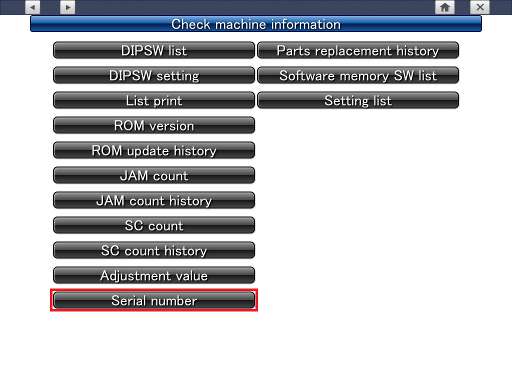 Check machine information
DIPSW list
DIPSW setting
List print
ROM version
ROM update history
JAM count
JAM count history
SC count
SC count history
Adjustment value
Serial number
Parts replacement history
Software memory SW list
Setting list